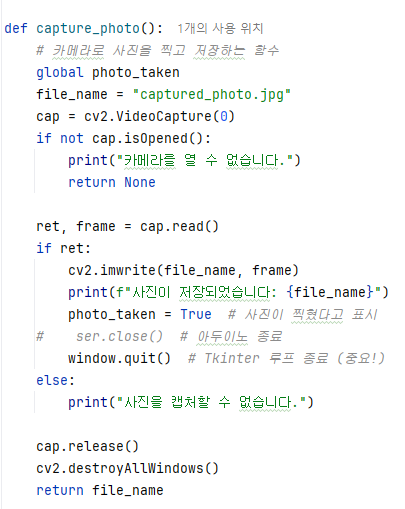 def capture_photo(): 1개의 사용 위치
    # 카메라로 사진을 찍고 저장하는 함수
    global photo_taken
    file_name = "captured_photo.jpg"
    cap = cv2.VideoCapture(0)
    if not cap.isOpened():
        print("카메라를 열 수 없습니다.")
        return None

    ret, frame = cap.read()
    if ret:
        cv2.imwrite(file_name, frame)
        print(f"사진이 저장되었습니다: {file_name}")
        photo_taken = True  # 사진이 찍혔다고 표시
#    ser.close()  # 아두이노 종료
        window.quit()  # Tkinter 루프 종료 (중요!)
    else:
        print("사진을 캡처할 수 없습니다.")

    cap.release()
    cv2.destroyAllWindows()
    return file_name